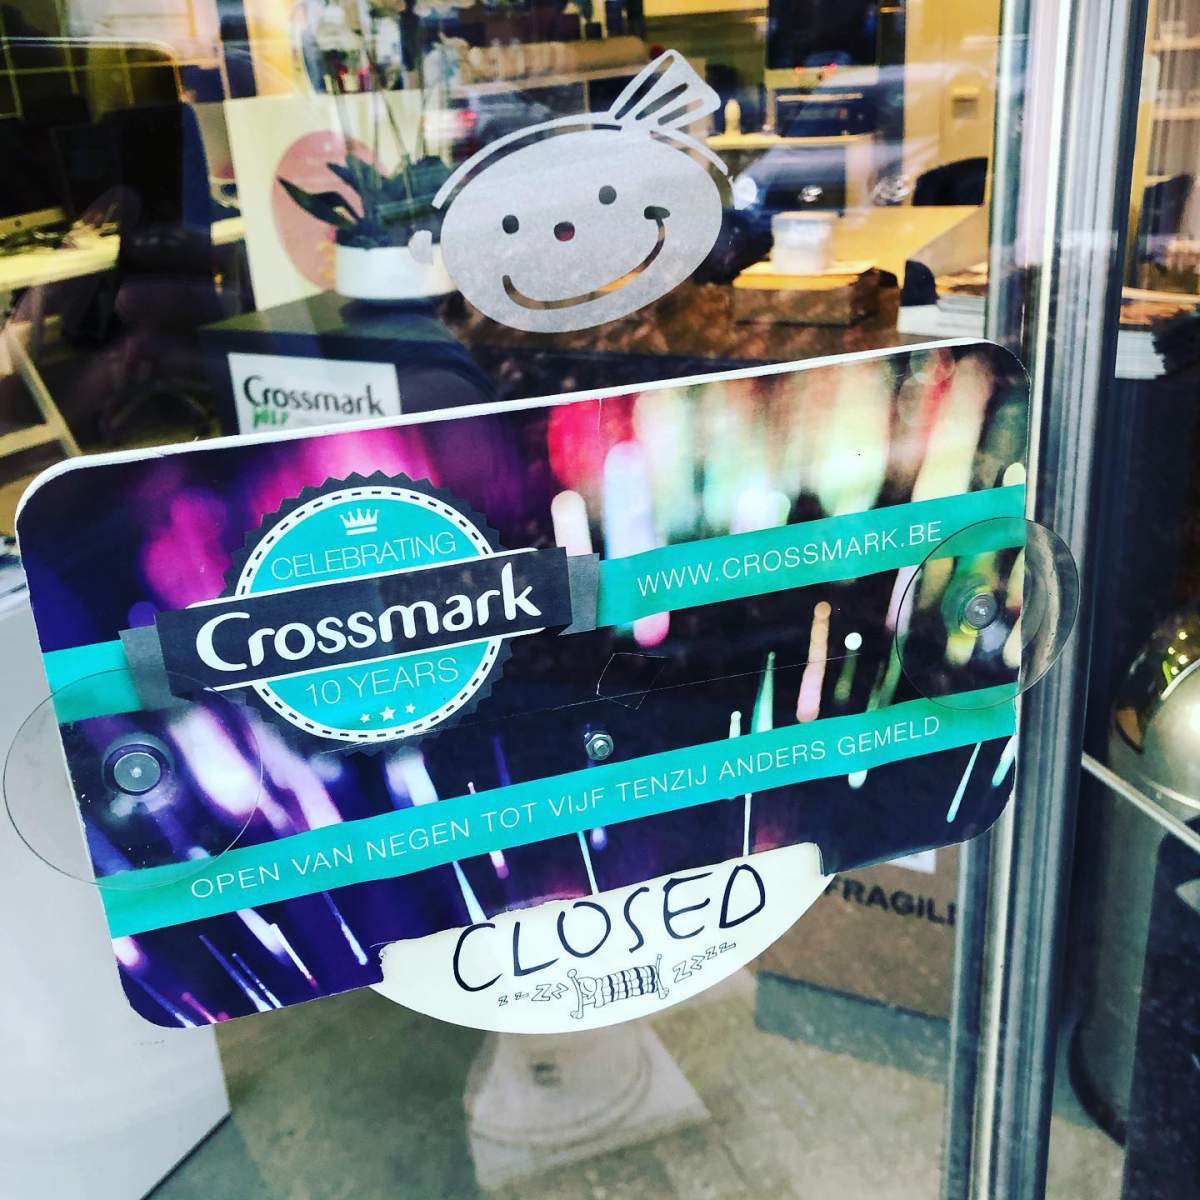 Crossmark
CELEBRATING
Crossmark
10 YEARS
WWW.CROSSMARK.BE
OPEN VAN NEGEN TOT VIJF TENZIJ ANDERS GEMELD
CLOSED
z z Z z Z z z z z
FRAGIL